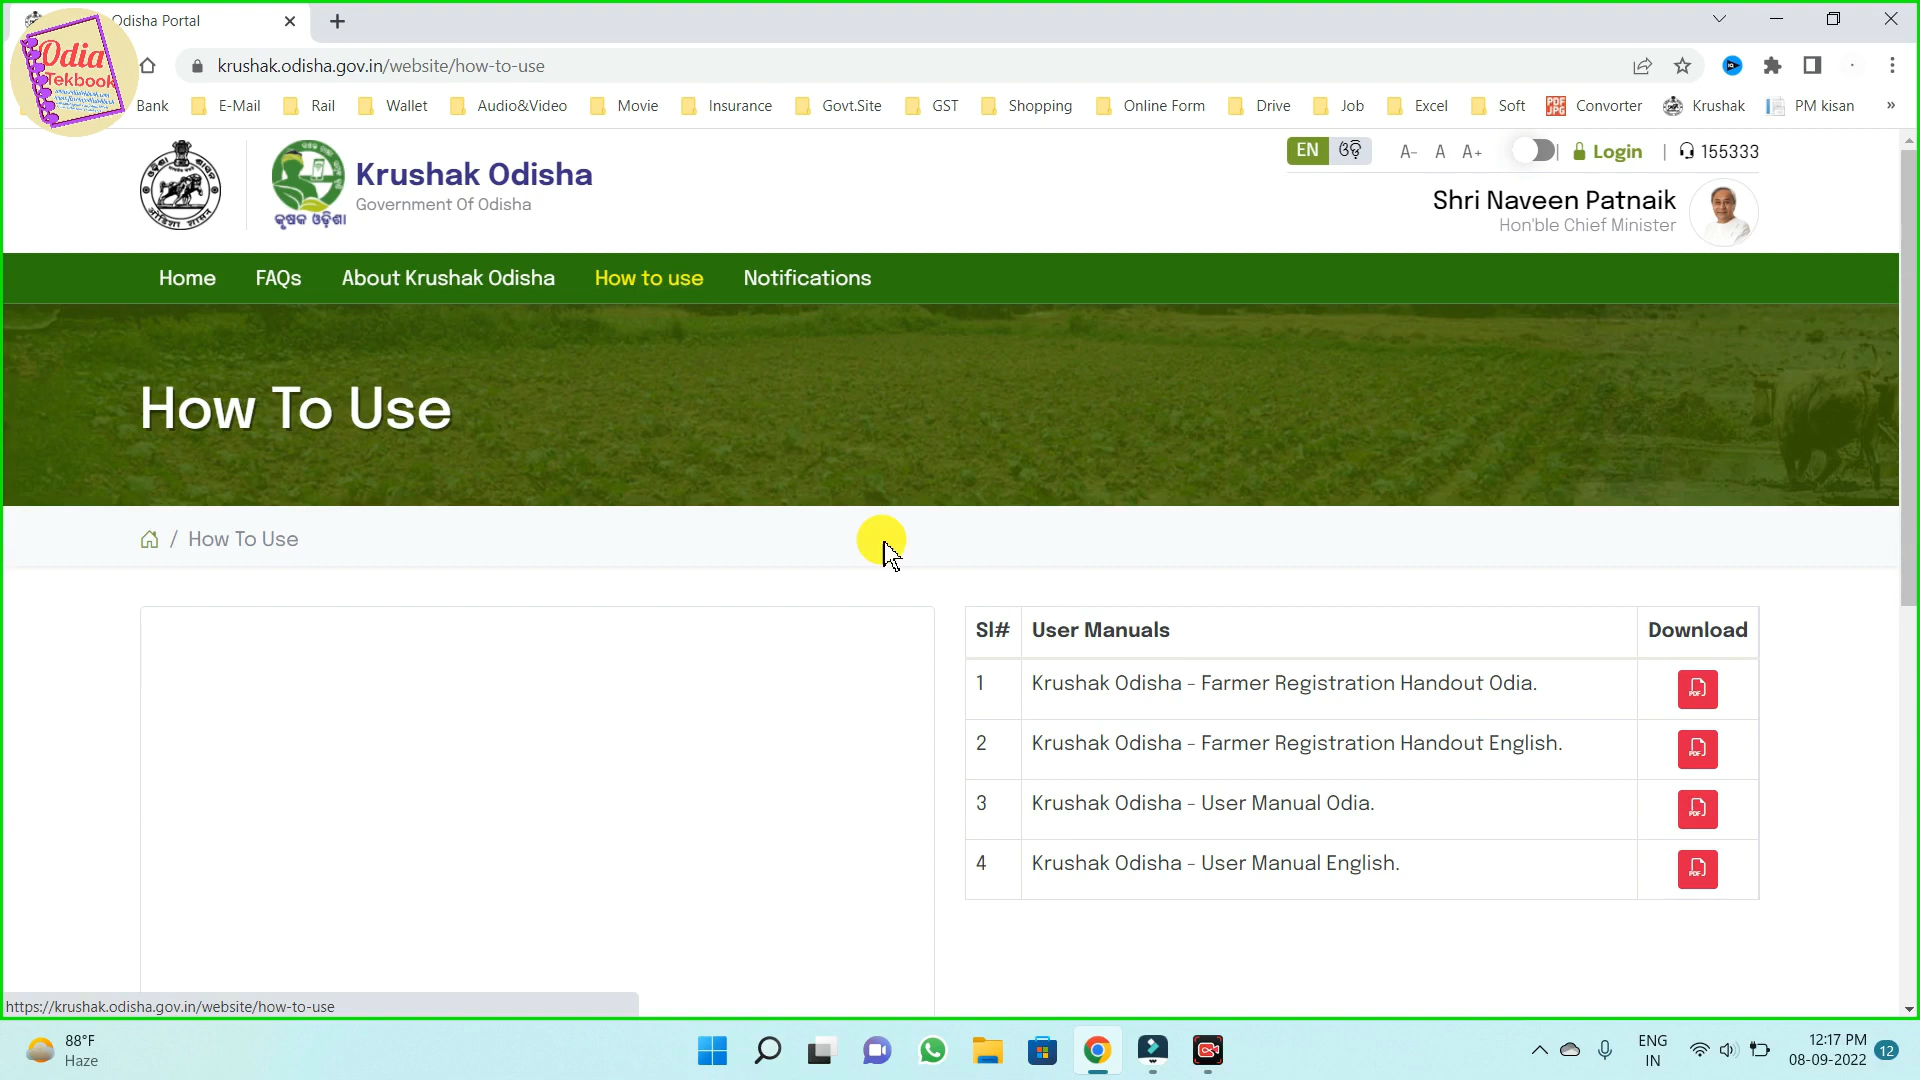 Odisha Portal
Odia
Tekbook
krushak.odisha.gov.in/website/how-to-use
Bank E-Mail Rail Wallet Audio&Video Movie Insurance Govt.Site GST Shopping Online Form Drive Job Excel Soft Convorter Krushak PM kisan »
Krushak Odisha
Government Of Odisha
କୃଷକ ଓଡ଼ିଶା
EN ଓଡ଼ି A- A A+ | Login | 155333
Shri Naveen Patnaik
Hon'ble Chief Minister
Home FAQs About Krushak Odisha How to use Notifications
How To Use
/ How To Use
Sl# User Manuals Download
1 Krushak Odisha - Farmer Registration Handout Odia. PDF
2 Krushak Odisha - Farmer Registration Handout English. PDF
3 Krushak Odisha - User Manual Odia. PDF
4 Krushak Odisha - User Manual English. PDF
https://krushak.odisha.gov.in/website/how-to-use
88°F
Haze
ENG
IN
12:17 PM
08-09-2022
12